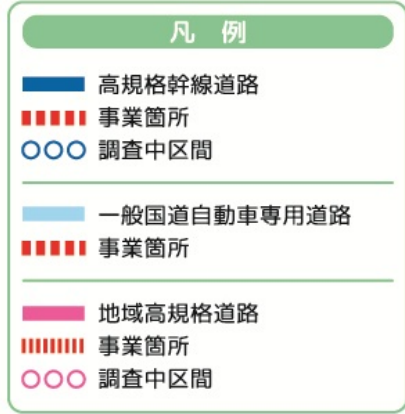 凡 例
高規格幹線道路
事業箇所
調査中区間
一般国道自動車専用道路
事業箇所
地域高規格道路
事業箇所
調査中区間